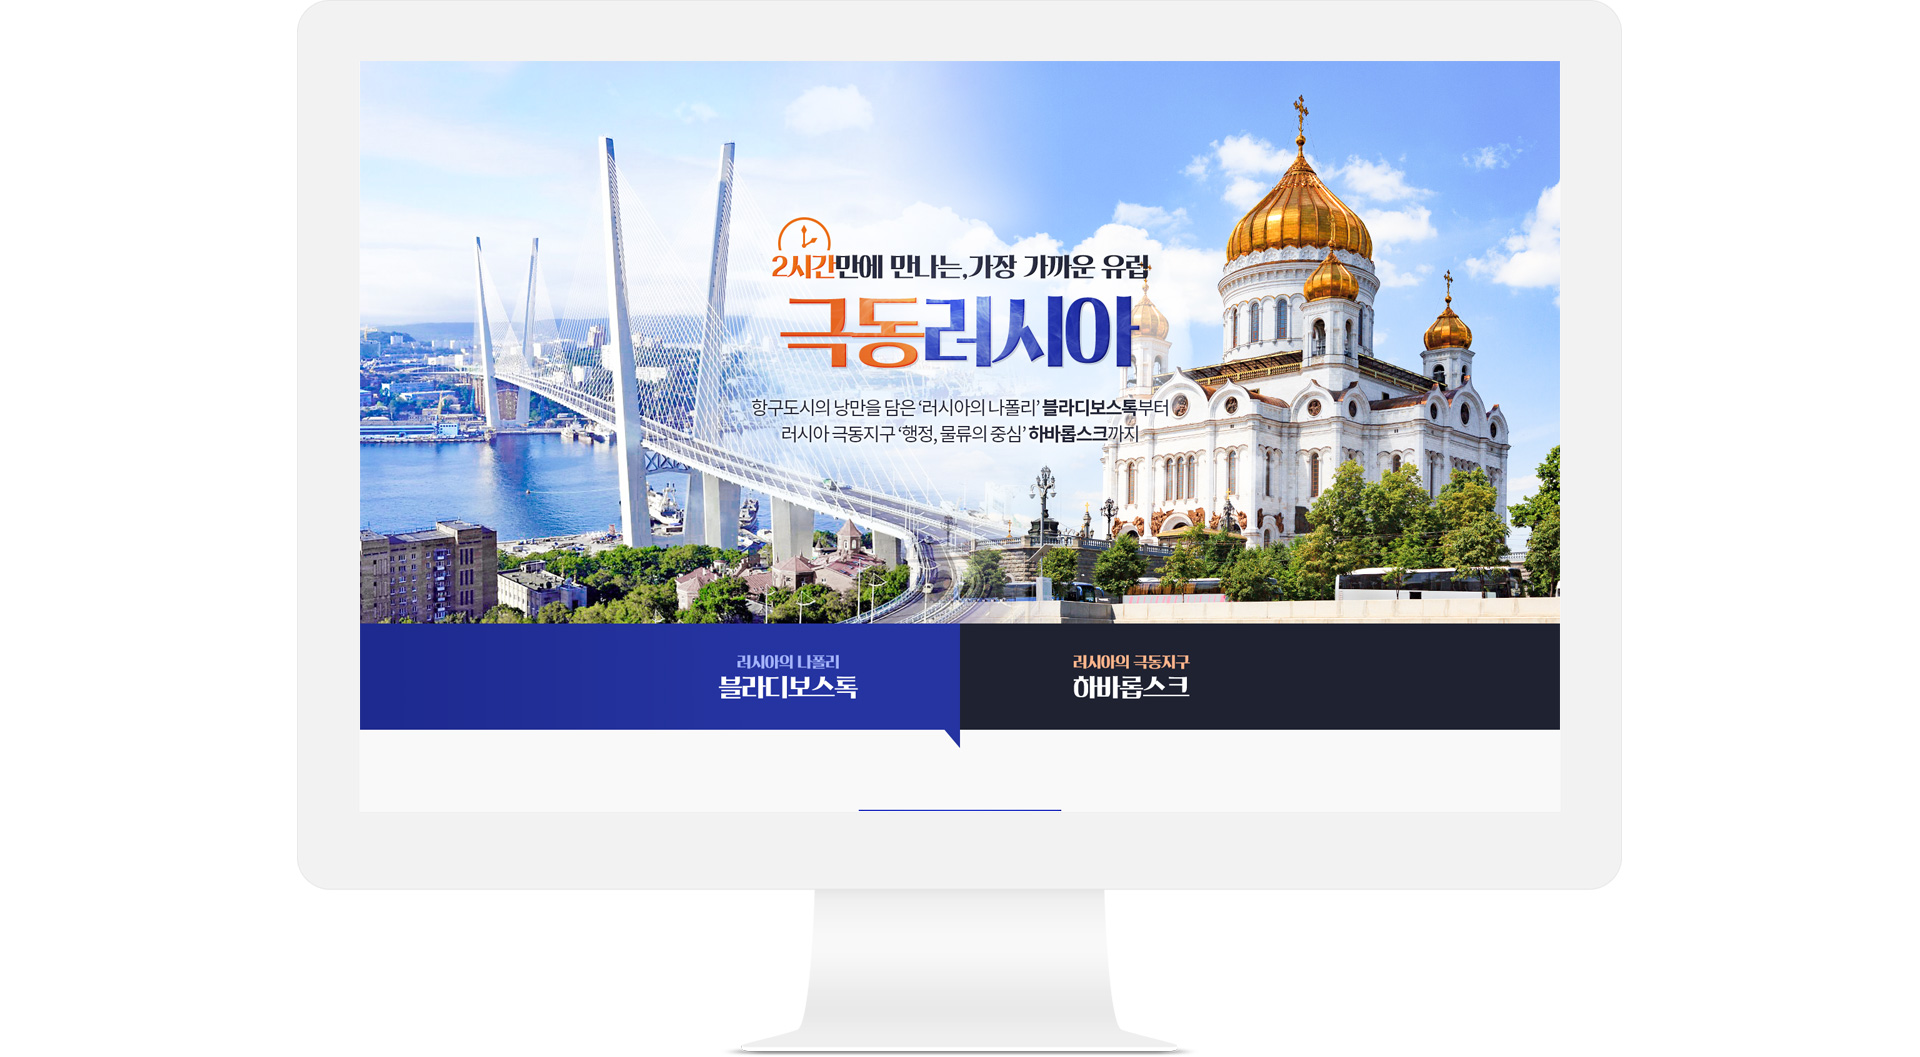 2시간만에 만나는,가장 가까운 유럽
극동러시아
항구도시의 낭만을 담은 ‘러시아의 나폴리’ 블라디보스톡부터
러시아 극동지구 ‘행정, 물류의 중심’ 하바롭스크까지
러시아의 나폴리
블라디보스톡
러시아의 극동지구
하바롭스크